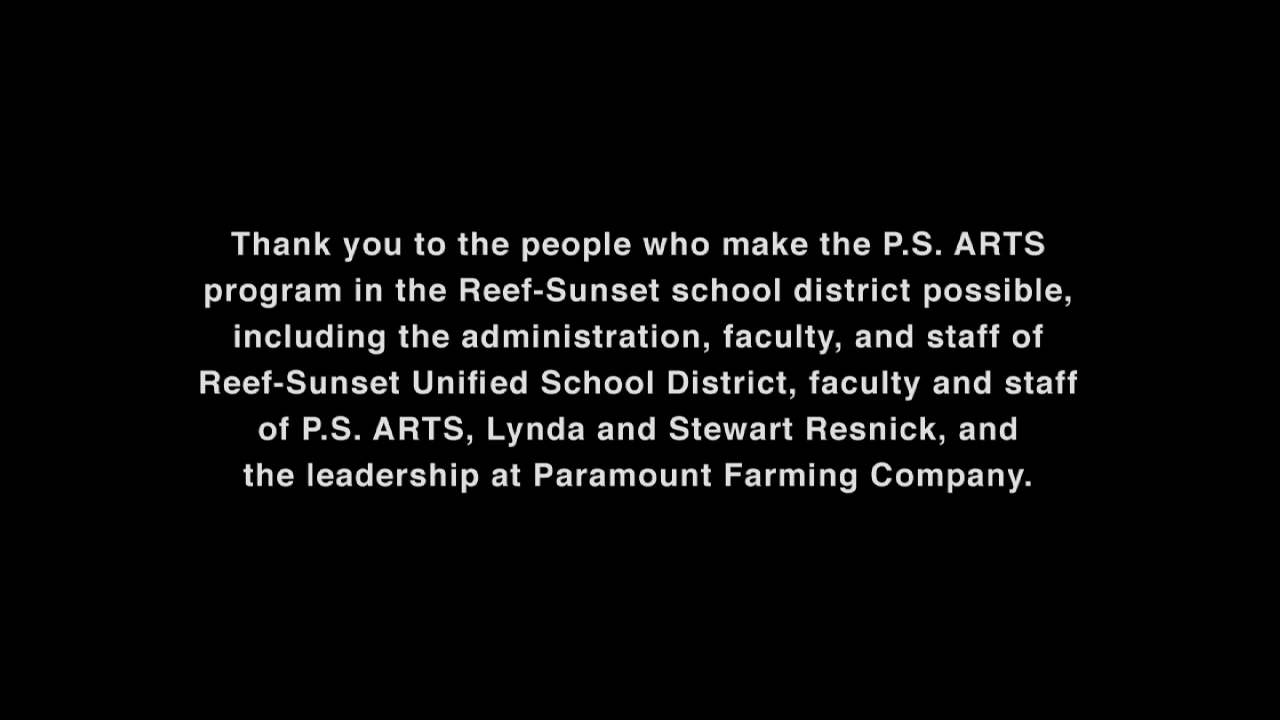 Thank you to the people who make the P.S. ARTS
program in the Reef-Sunset school district possible,
including the administration, faculty, and staff of
Reef-Sunset Unified School District, faculty and staff
of P.S. ARTS, Lynda and Stewart Resnick, and
the leadership at Paramount Farming Company.